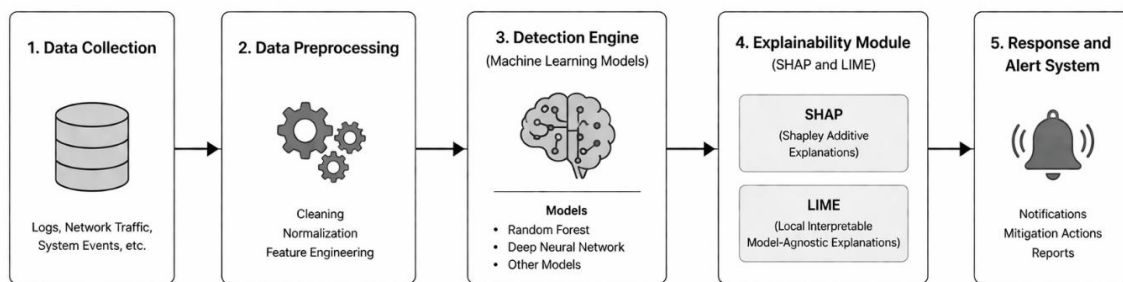 1. Data Collection
Logs, Network Traffic,
System Events, etc.
2. Data Preprocessing
Cleaning
Normalization
Feature Engineering
3. Detection Engine
(Machine Learning Models)
Models
• Random Forest
• Deep Neural Network
• Other Models
4. Explainability Module
(SHAP and LIME)
SHAP
(Shapley Additive
Explanations)
LIME
(Local Interpretable
Model-Agnostic Explanations)
5. Response and
Alert System
Notifications
Mitigation Actions
Reports